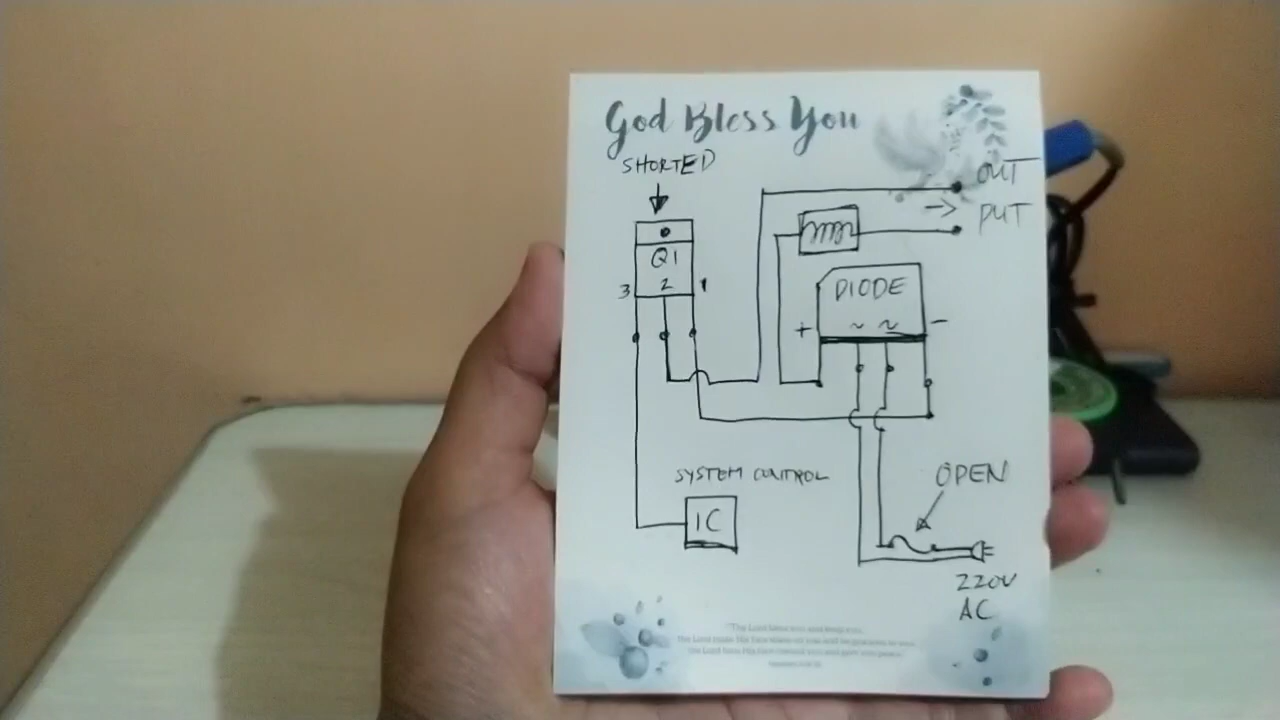 God Bless You
SHORTED
OUT
PUT
Q1
3 2 1
DIODE
+ ~ ~ -
SYSTEM CONTROL
IC
OPEN
220V
AC